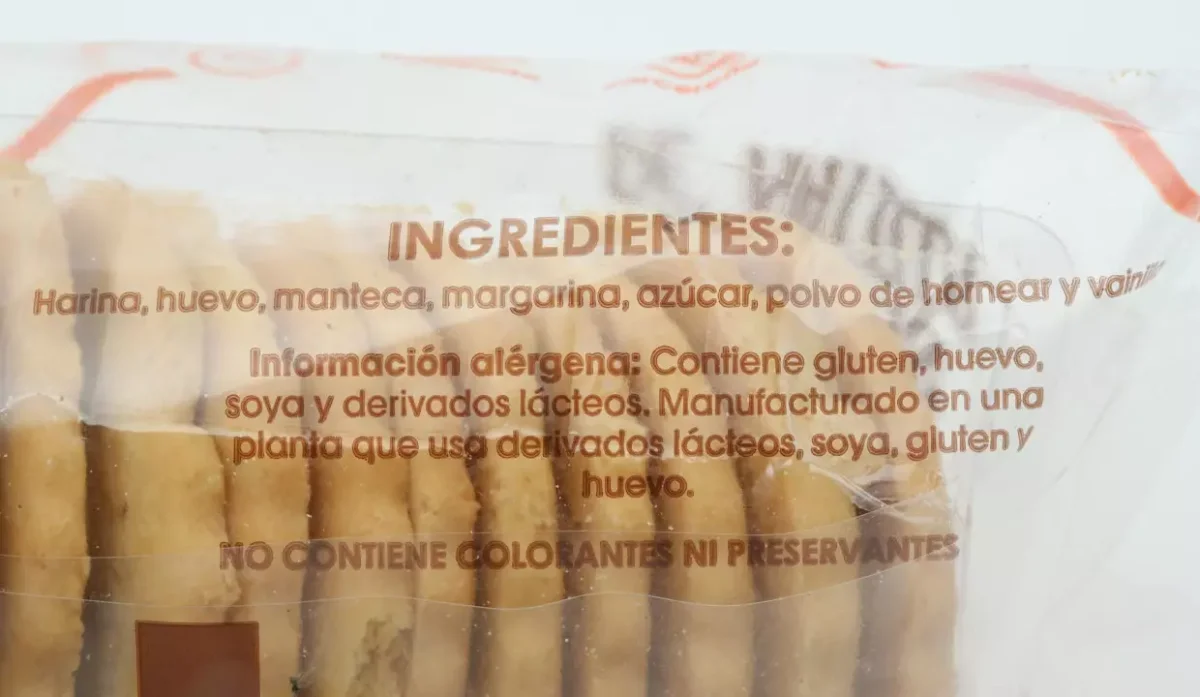 INGREDIENTES:
Harina, huevo, manteca, margarina, azúcar, polvo de hornear y
Información alérgena: Contiene gluten, huevo,
soya y derivados lácteos. Manufacturado en una
planta que usa derivados lácteos, soya, gluten y
huevo.
NO CONTIENE COLORANTES NI PRESERVANTES